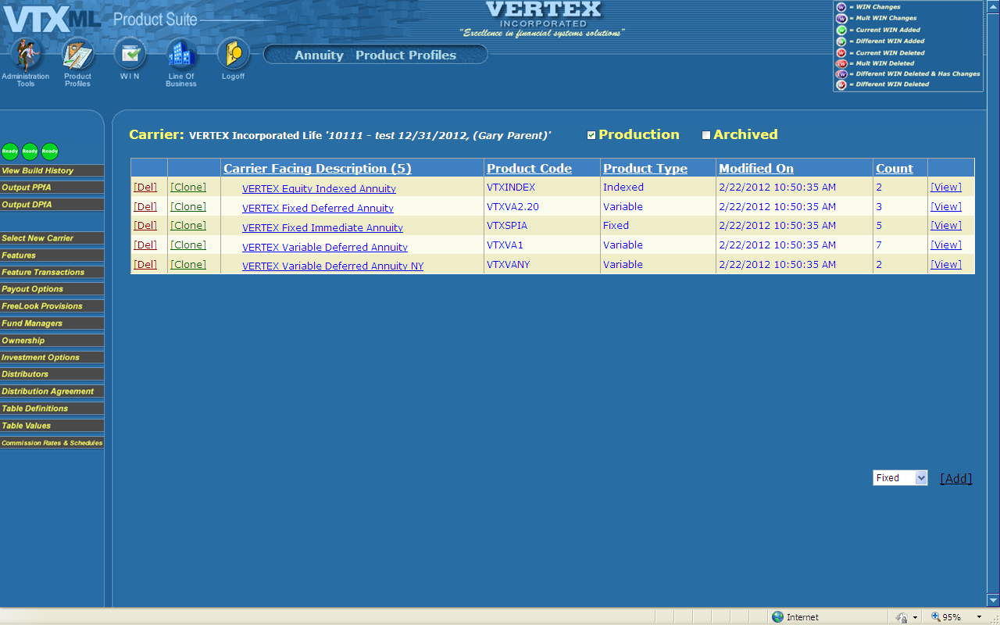 VTXML Product Suite
VERTEX
INCORPORATED
"Excellence in financial systems solutions"
W = WIN Changes
W = Mult WIN Changes
W = Current WIN Added
W = Different WIN Added
W = Current WIN Deleted
W = Mult WIN Deleted
W = Different WIN Deleted & Has Changes
W = Different WIN Deleted
Administration Tools
Product Profiles
WIN
Line Of Business
Logoff
Annuity Product Profiles
Carrier: VERTEX Incorporated Life '10111 - test 12/31/2012, (Gary Parent)' Production Archived
Ready Ready Ready
View Build History
Output PPfA
Output DPfA
Select New Carrier
Features
Feature Transactions
Payout Options
FreeLook Provisions
Fund Managers
Ownership
Investment Options
Distributors
Distribution Agreement
Table Definitions
Table Values
Commission Rates & Schedules
Carrier Facing Description (5) Product Code Product Type Modified On Count
[Del] [Clone] VERTEX Equity Indexed Annuity VTXINDEX Indexed 2/22/2012 10:50:35 AM 2 [View]
[Del] [Clone] VERTEX Fixed Deferred Annuity VTXVA2.20 Variable 2/22/2012 10:50:35 AM 3 [View]
[Del] [Clone] VERTEX Fixed Immediate Annuity VTXSPIA Fixed 2/22/2012 10:50:35 AM 5 [View]
[Del] [Clone] VERTEX Variable Deferred Annuity VTXVA1 Variable 2/22/2012 10:50:35 AM 7 [View]
[Del] [Clone] VERTEX Variable Deferred Annuity NY VTXVANY Variable 2/22/2012 10:50:35 AM 2 [View]
Fixed [Add]
Internet 95%